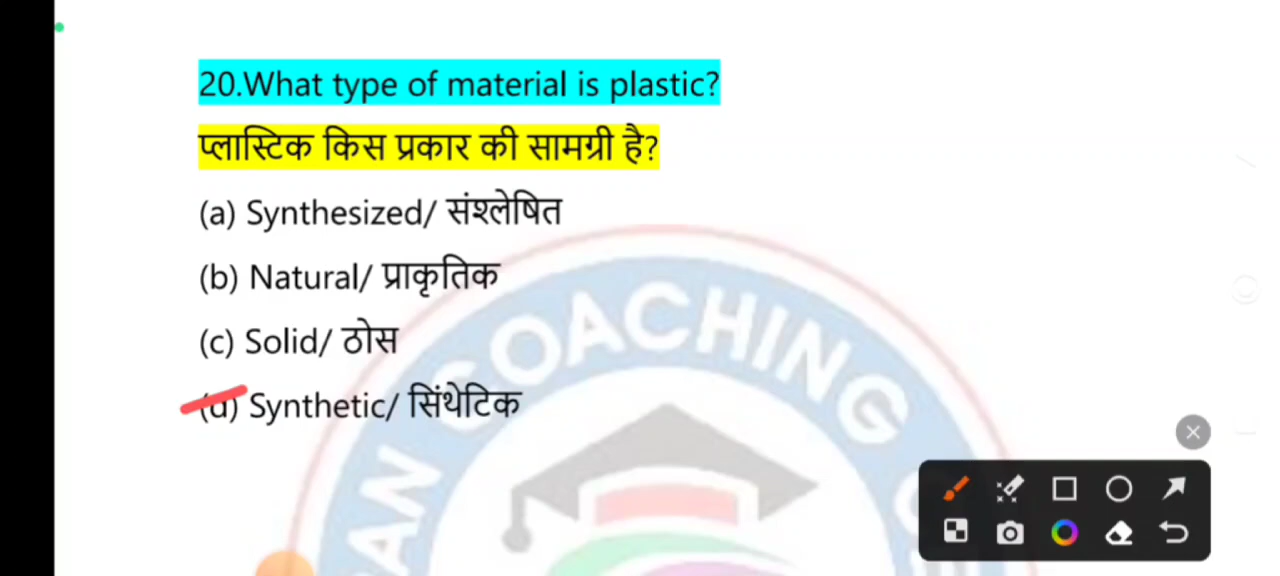 20.What type of material is plastic?
प्लास्टिक किस प्रकार की सामग्री है?
(a) Synthesized/ संश्लेषित
(b) Natural/ प्राकृतिक
(c) Solid/ ठोस
(d) Synthetic/ सिंथेटिक
COACHING